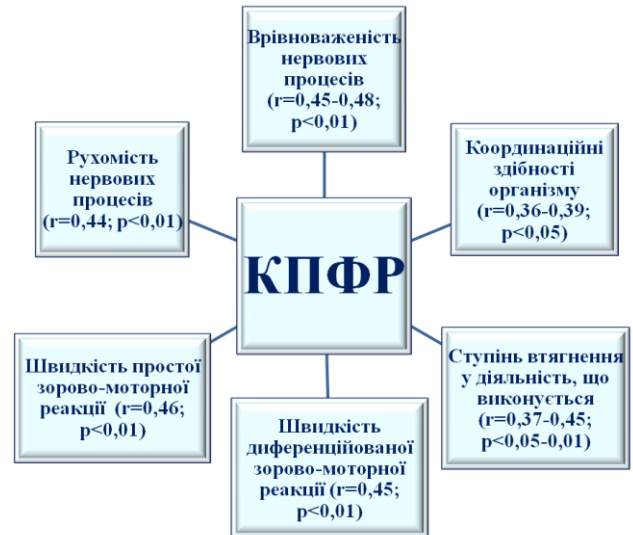 Врівноваженість
нервових
процесів
(r=0,45-0,48;
p<0,01)
Рухомість
нервових
процесів
(r=0,44; p<0,01)
Координаційні
здібності
організму
(r=0,36-0,39;
p<0,05)
КПФР
Швидкість простої
зорово-моторної
реакції (r=0,46;
p<0,01)
Швидкість
диференційованої
зорово-моторної
реакції (r=0,45;
p<0,01)
Ступінь втягнення
у діяльність, що
виконується
(r=0,37-0,45;
p<0,05-0,01)